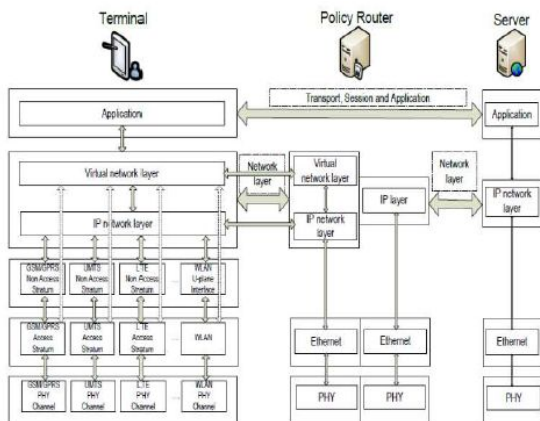 Terminal
Policy Router
Server
Transport, Session and Application
Application
Application
Virtual network layer
Network
layer
Virtual
network layer
IP layer
Network
layer
IP network
layer
IP network layer
IP network
layer
GSM/GPRS
Non Access
Stratum
UMTS
Non Access
Stratum
LTE
Non Access
Stratum
...
WLAN
U-plane
Interface
GSM/GPRS
Access
Stratum
UMTS
Access
Stratum
LTE
Access
Stratum
...
WLAN
Ethernet
Ethernet
Ethernet
GSM/GPRS
PHY
Channel
UMTS
PHY
Channel
LTE
PHY
Channel
...
WLAN
PHY
Channel
PHY
PHY
PHY